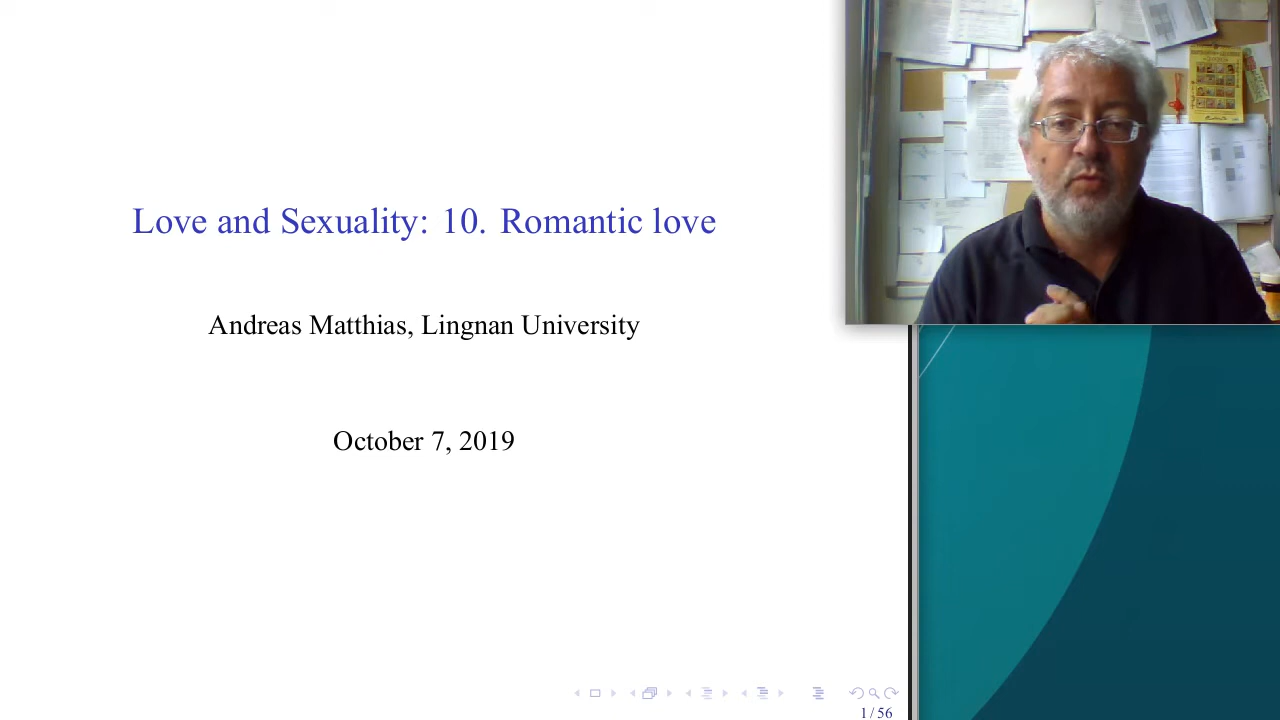 Love and Sexuality: 10. Romantic love
Andreas Matthias, Lingnan University
October 7, 2019
1 / 56